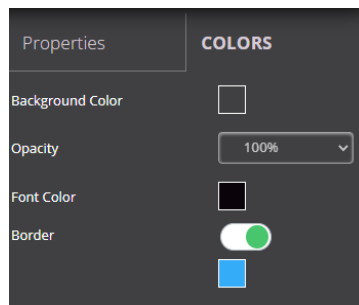 Properties
COLORS
Background Color
Opacity
100%
Font Color
Border